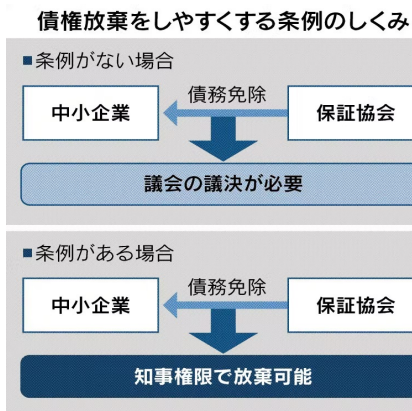 債権放棄をしやすくする条例のしくみ
■条例がない場合
中小企業
債務免除
保証協会
議会の議決が必要
■条例がある場合
中小企業
債務免除
保証協会
知事権限で放棄可能